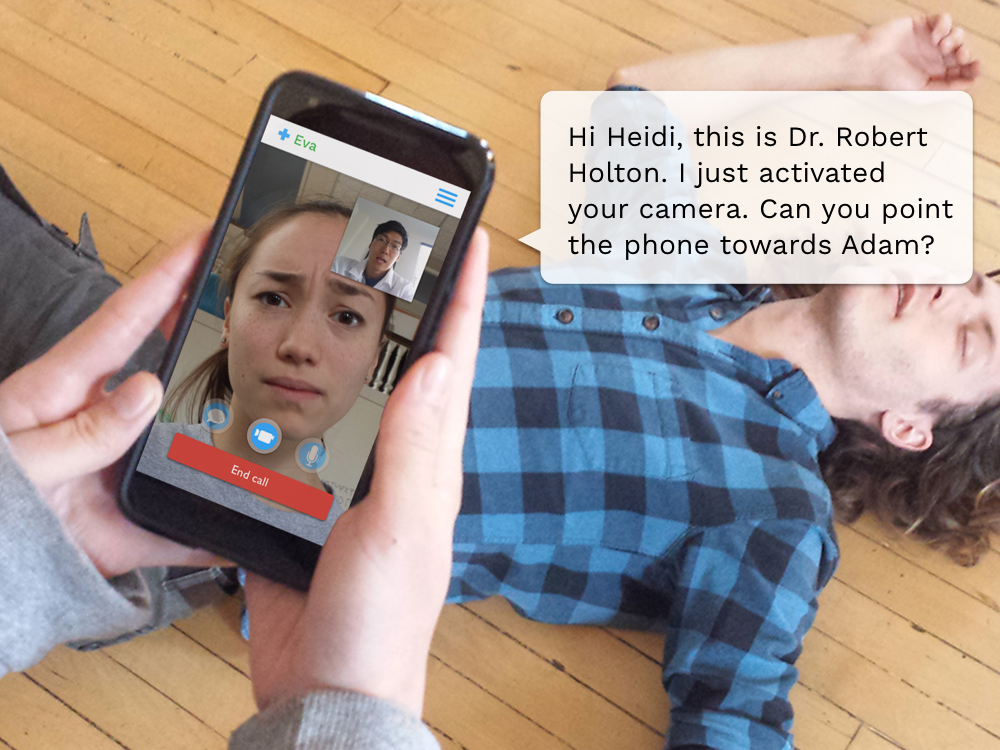 Eva
Hi Heidi, this is Dr. Robert
Holton. I just activated
your camera. Can you point
the phone towards Adam?
End call